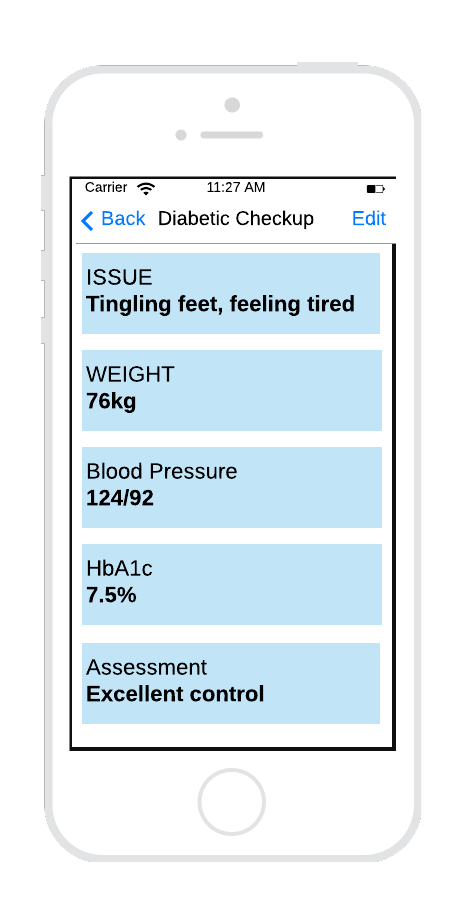 Carrier 11:27 AM
Back Diabetic Checkup Edit
ISSUE
Tingling feet, feeling tired
WEIGHT
76kg
Blood Pressure
124/92
HbA1c
7.5%
Assessment
Excellent control